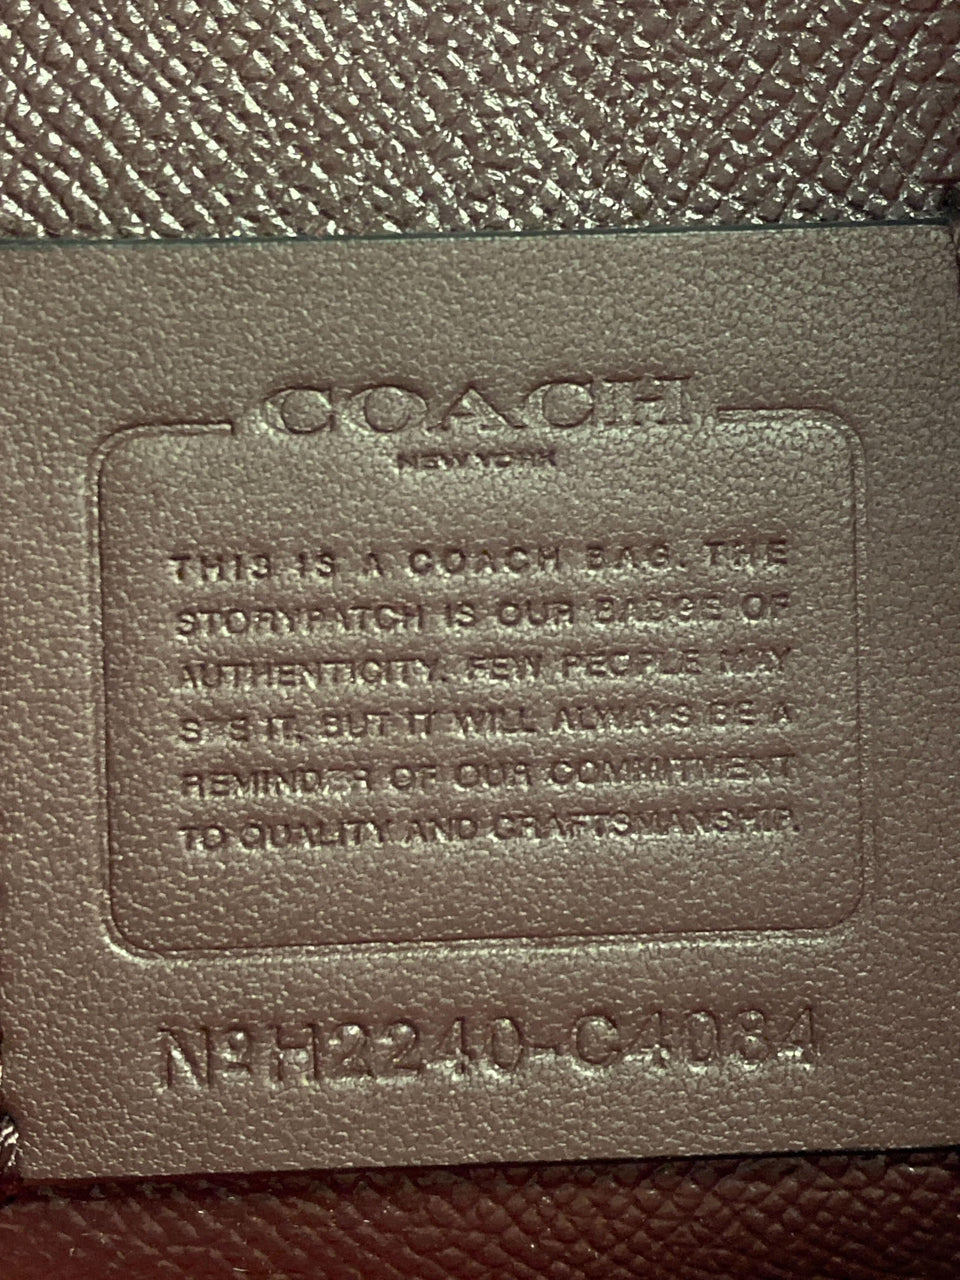 COACH
NEW YORK
THIS IS A COACH BAG. THE
STORYPATCH IS OUR BADGE OF
AUTHENTICITY. FEW PEOPLE MAY
SEE IT, BUT IT WILL ALWAYS BE A
REMINDER OF OUR COMMITMENT
TO QUALITY AND CRAFTSMANSHIP.
Nº H2240-C4084